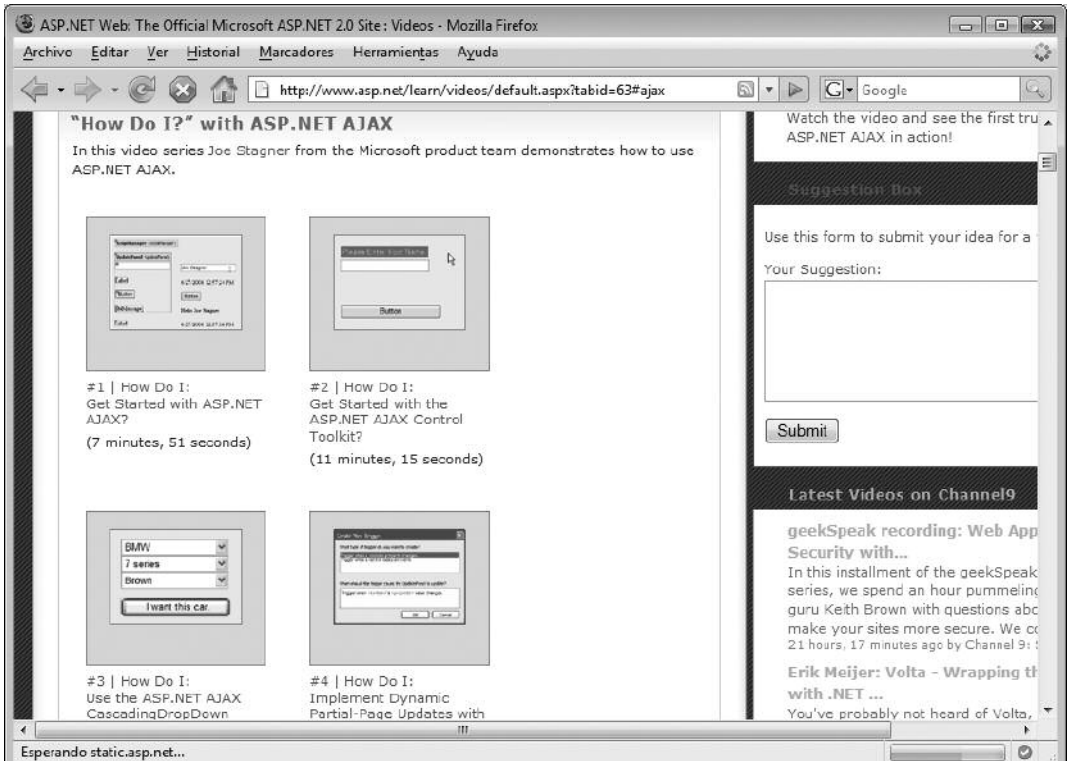 ASP.NET Web: The Official Microsoft ASP.NET 2.0 Site : Videos - Mozilla Firefox
Archivo Editar Ver Historial Marcadores Herramientas Ayuda
http://www.asp.net/learn/videos/default.aspx?tabid=63#ajax
G Google
"How Do I?" with ASP.NET AJAX
In this video series Joe Stagner from the Microsoft product team demonstrates how to use
ASP.NET AJAX.
Please Enter Your Name
Button
#1 | How Do I:
Get Started with ASP.NET
AJAX?
(7 minutes, 51 seconds)
#2 | How Do I:
Get Started with the
ASP.NET AJAX Control
Toolkit?
(11 minutes, 15 seconds)
BMW
7 series
Brown
I want this car.
#3 | How Do I:
Use the ASP.NET AJAX
CascadingDropDown
#4 | How Do I:
Implement Dynamic
Partial-Page Updates with
Watch the video and see the first tru
ASP.NET AJAX in action!
Suggestion Box
Use this form to submit your idea for a
Your Suggestion:
Submit
Latest Videos on Channel9
geekSpeak recording: Web App
Security with...
In this installment of the geekSpeak
series, we spend an hour pummeling
guru Keith Brown with questions abo
make your sites more secure. We co
21 hours, 17 minutes ago by Channel 9:
Erik Meijer: Volta - Wrapping th
with .NET ...
You've probably not heard of Volta,
Esperando static.asp.net...